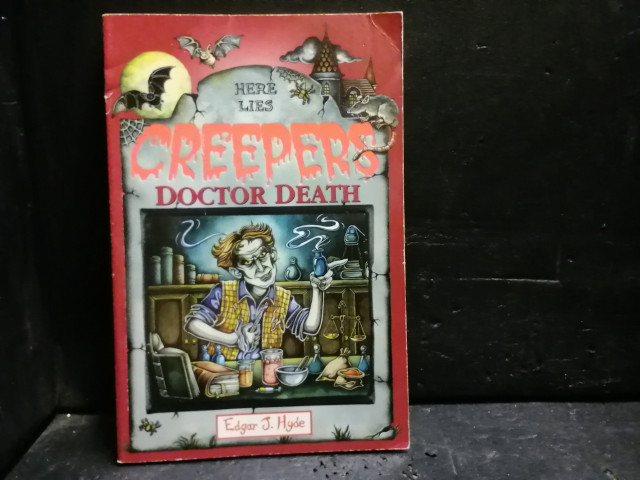 HERE
LIES
CREEPERS
DOCTOR DEATH
Edgar J. Hyde